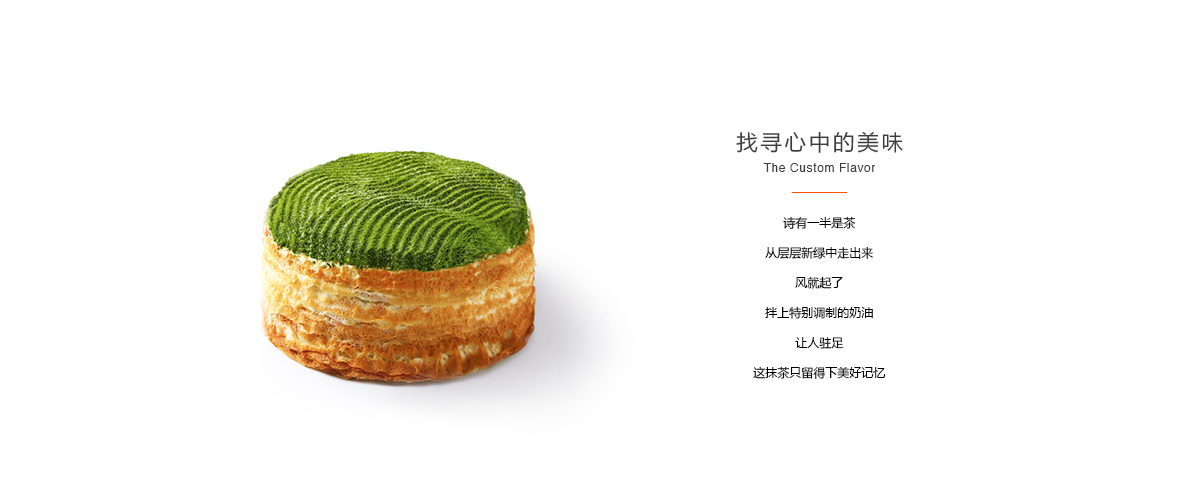 找寻心中的美味
The Custom Flavor
诗有一半是茶
从层层新绿中走出来
风就起了
拌上特别调制的奶油
让人驻足
这抹茶只留得下美好记忆